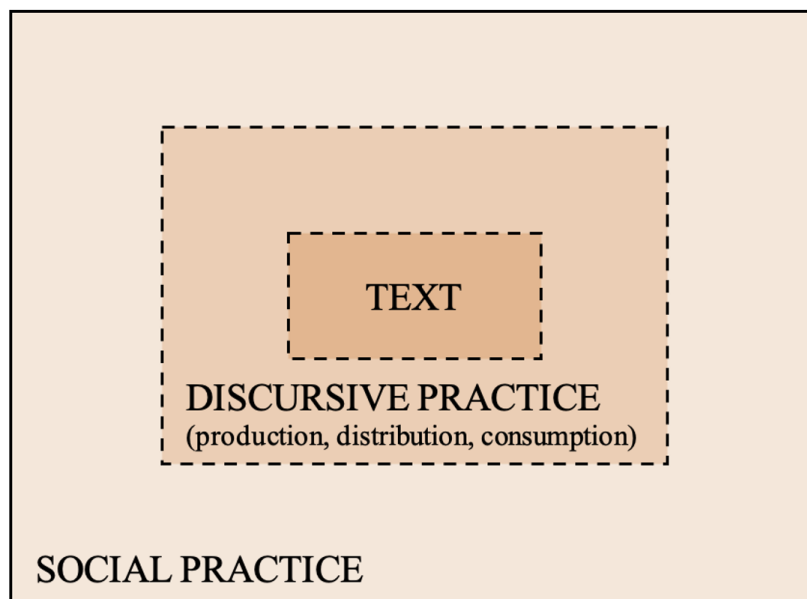 TEXT
DISCURSIVE PRACTICE
(production, distribution, consumption)
SOCIAL PRACTICE